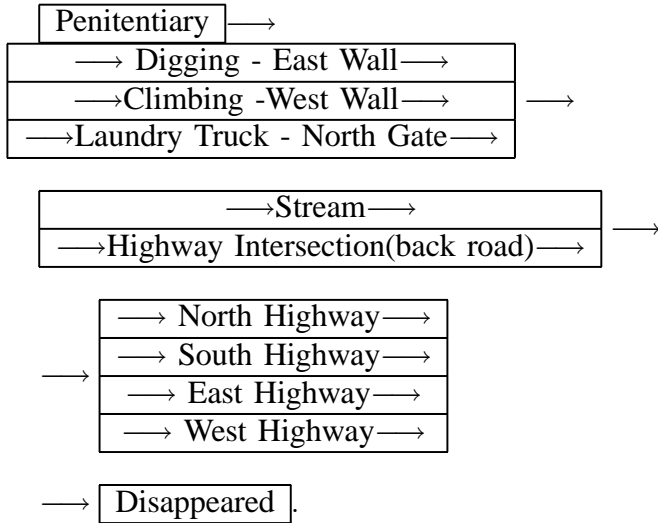 Penitentiary ⟶
⟶ Digging - East Wall⟶
⟶Climbing -West Wall⟶ ⟶
⟶Laundry Truck - North Gate⟶
⟶Stream⟶
⟶Highway Intersection(back road)⟶ ⟶
⟶ North Highway⟶
⟶ South Highway⟶
⟶ ⟶ East Highway⟶
⟶ West Highway⟶
⟶ Disappeared .